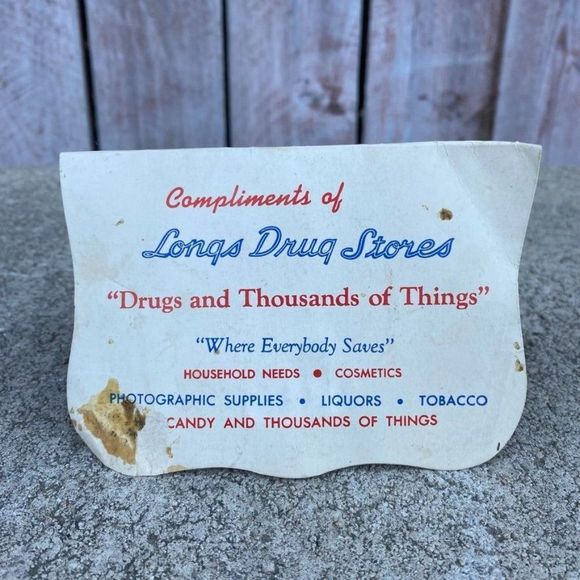 Compliments of
Longs Drug Stores
"Drugs and Thousands of Things"
"Where Everybody Saves"
HOUSEHOLD NEEDS • COSMETICS
PHOTOGRAPHIC SUPPLIES • LIQUORS • TOBACCO
CANDY AND THOUSANDS OF THINGS